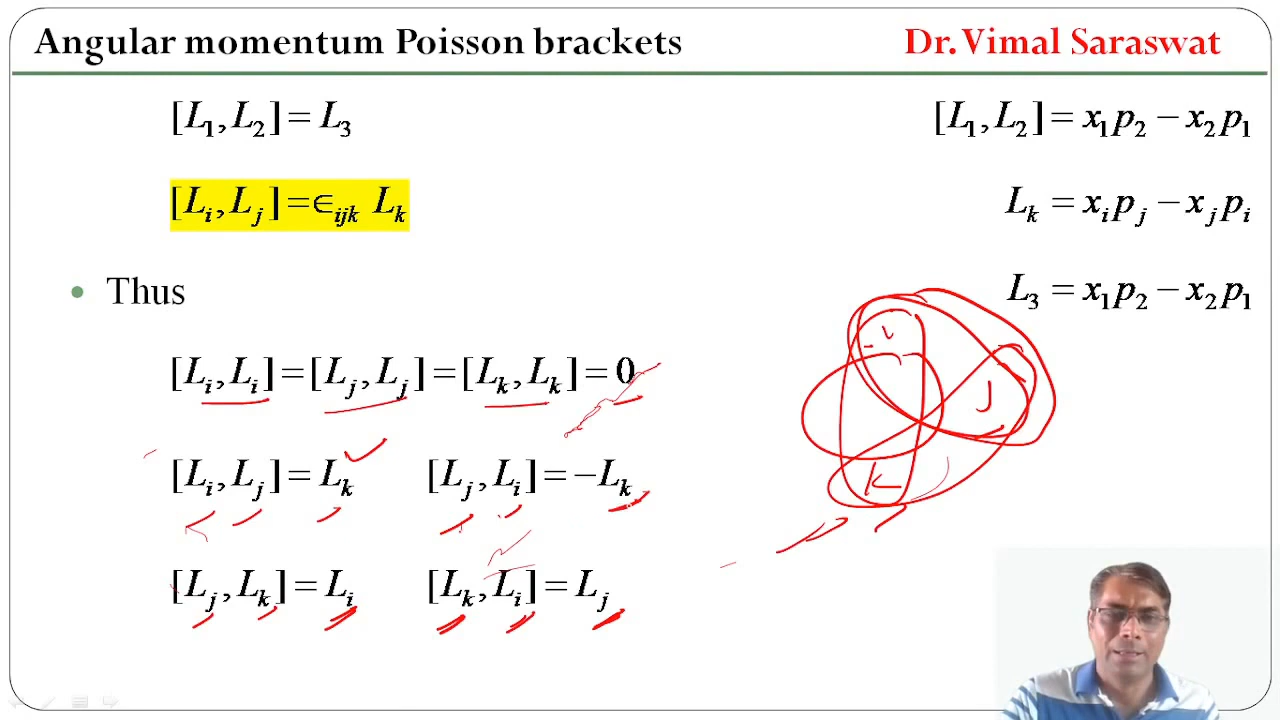 Angular momentum Poisson brackets Dr. Vimal Saraswat
[L₁, L₂] = L₃ [L₁, L₂] = x₁p₂ − x₂p₁
[Lᵢ, Lⱼ] = ∈ᵢⱼₖ Lₖ Lₖ = xᵢpⱼ − xⱼpᵢ
• Thus L₃ = x₁p₂ − x₂p₁
[Lᵢ, Lᵢ] = [Lⱼ, Lⱼ] = [Lₖ, Lₖ] = 0
[Lᵢ, Lⱼ] = Lₖ [Lⱼ, Lᵢ] = −Lₖ
[Lⱼ, Lₖ] = Lᵢ [Lₖ, Lᵢ] = Lⱼ
i
j
k